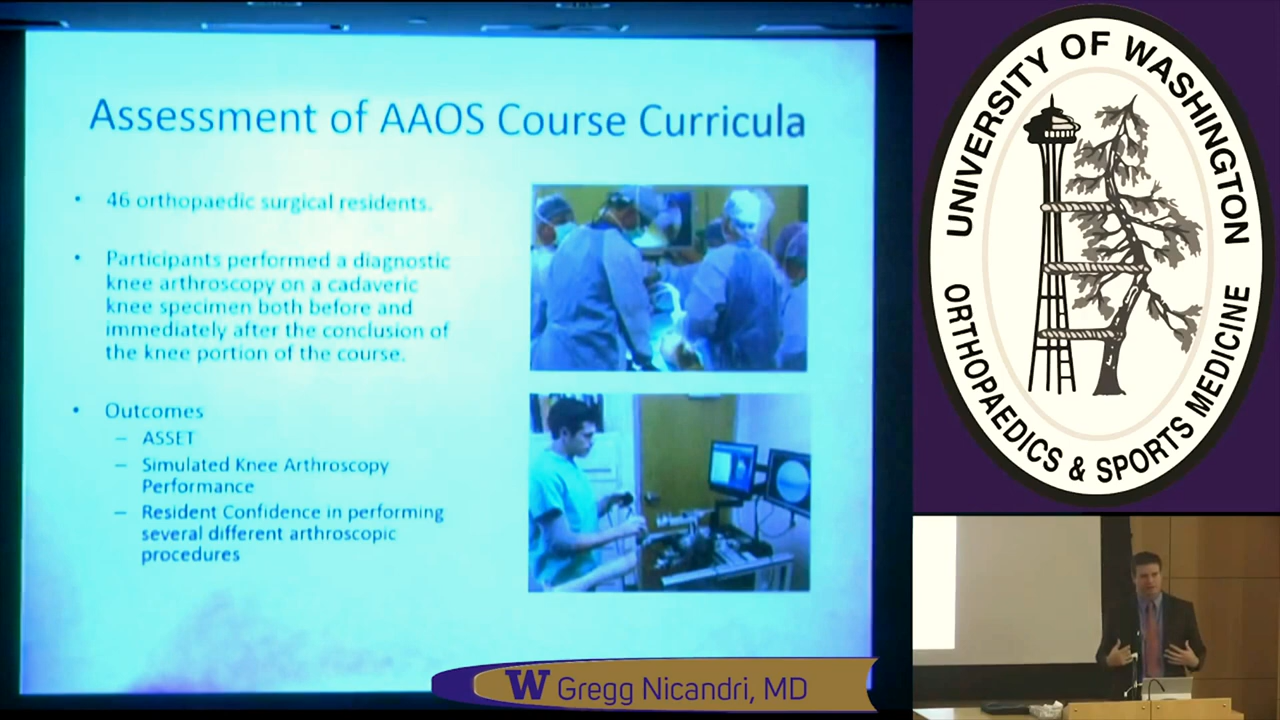 Assessment of AAOS Course Curricula
• 46 orthopaedic surgical residents.
• Participants performed a diagnostic
knee arthroscopy on a cadaveric
knee specimen both before and
immediately after the conclusion of
the knee portion of the course.
• Outcomes
– ASSET
– Simulated Knee Arthroscopy
Performance
– Resident Confidence in performing
several different arthroscopic
procedures
W Gregg Nicandri, MD
UNIVERSITY OF WASHINGTON
ORTHOPAEDICS & SPORTS MEDICINE